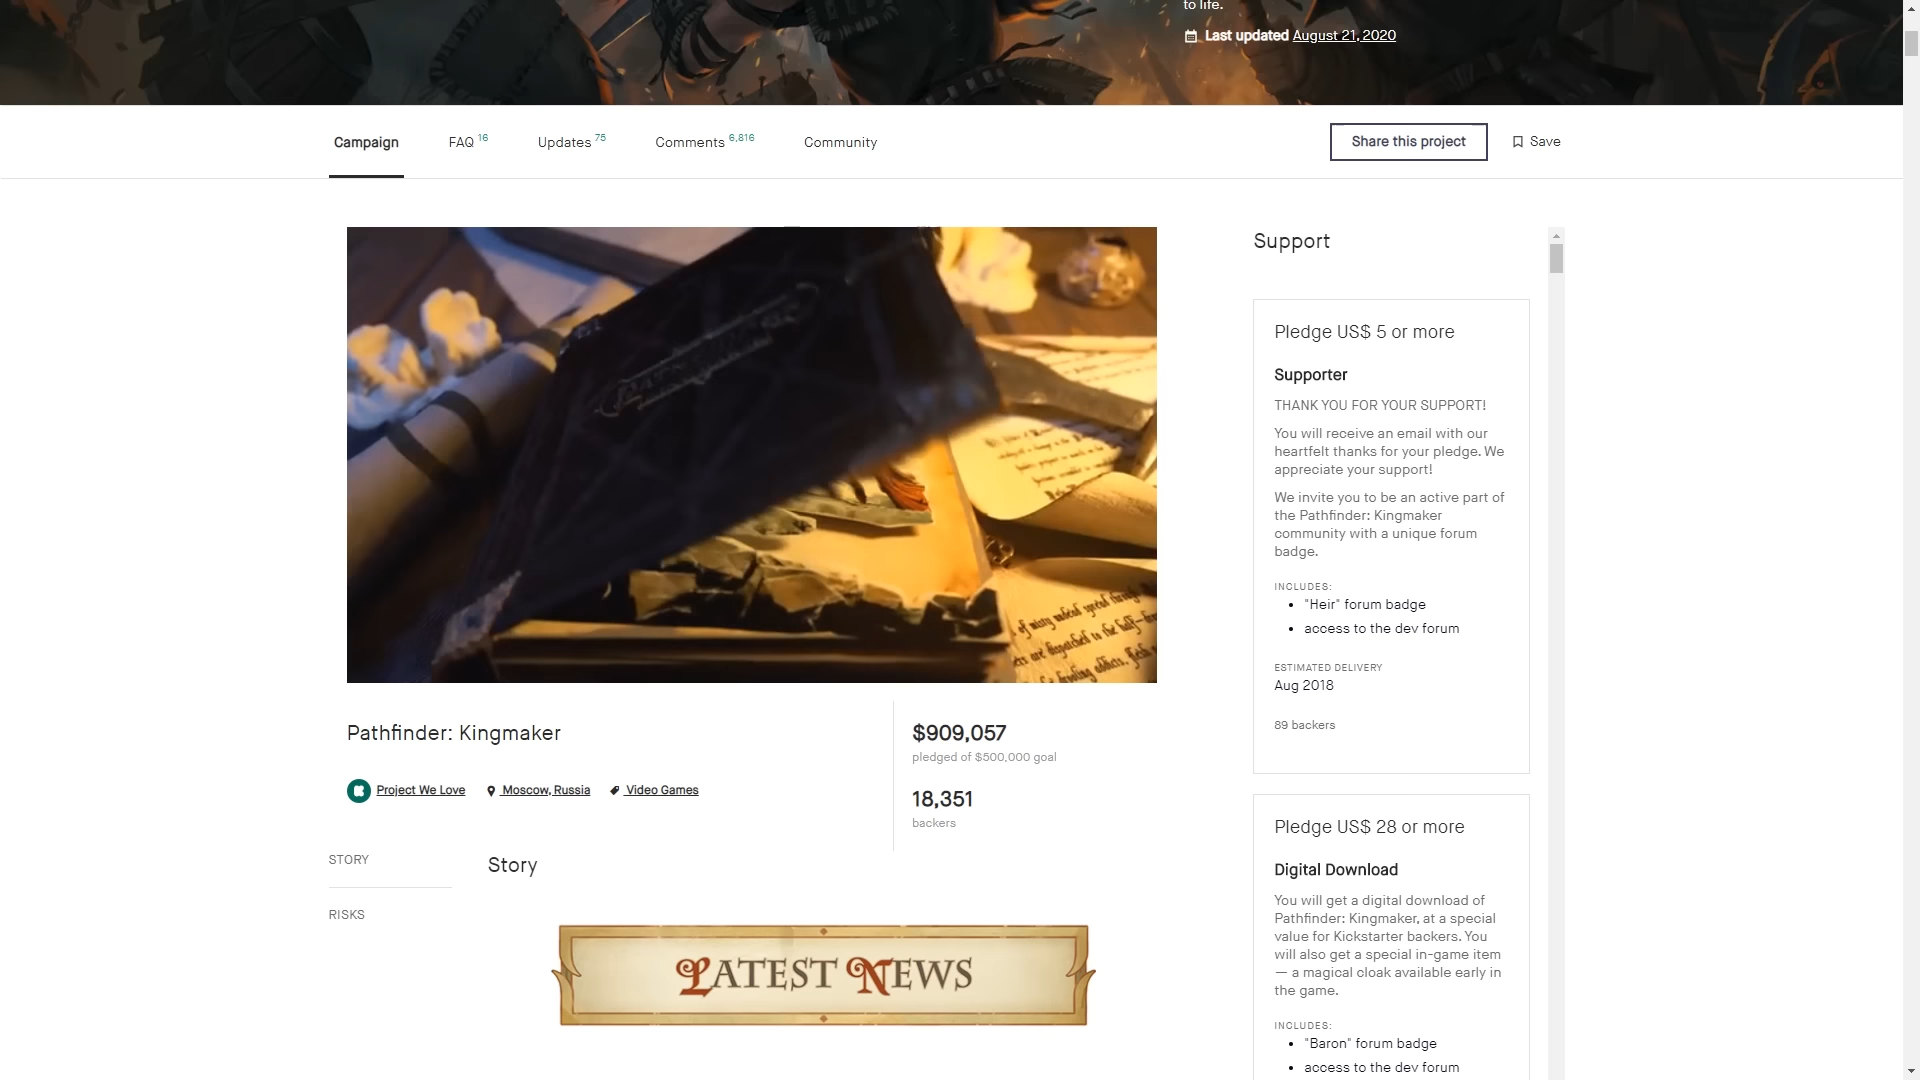 to life.
Last updated August 21, 2020
Campaign
FAQ 16
Updates 75
Comments 6,816
Community
Share this project
Save
Support
Pledge US$ 5 or more
Supporter
THANK YOU FOR YOUR SUPPORT!
You will receive an email with our
heartfelt thanks for your pledge. We
appreciate your support!
We invite you to be an active part of
the Pathfinder: Kingmaker
community with a unique forum
badge.
INCLUDES:
"Heir" forum badge
access to the dev forum
ESTIMATED DELIVERY
Aug 2018
89 backers
Pathfinder: Kingmaker
Project We Love
Moscow, Russia
Video Games
$909,057
pledged of $500,000 goal
18,351
backers
STORY
RISKS
Story
LATEST NEWS
Pledge US$ 28 or more
Digital Download
You will get a digital download of
Pathfinder: Kingmaker, at a special
value for Kickstarter backers. You
will also get a special in-game item
— a magical cloak available early in
the game.
INCLUDES:
"Baron" forum badge
access to the dev forum